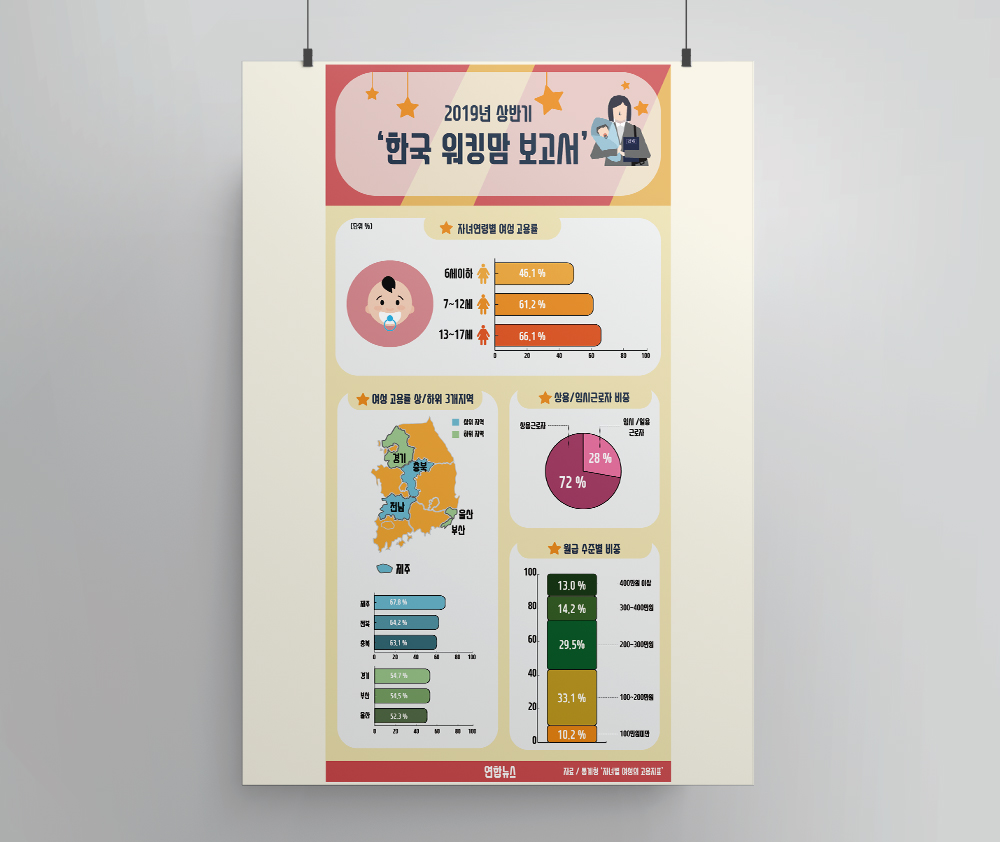 2019년 상반기
‘한국 워킹맘 보고서’
(단위 %)
자녀연령별 여성 고용률
6세이하
46.1 %
7~12세
61.2 %
13~17세
66.1 %
0 20 40 60 80 100
여성 고용률 상/하위 3개지역
상위 지역
하위 지역
경기
충북
전남
울산
부산
제주
제주
67.8 %
전북
64.2 %
충북
63.1 %
0 20 40 60 80 100
경기
54.7 %
부산
54.5 %
울산
52.3 %
0 20 40 60 80 100
상용/임시근로자 비중
상용근로자
임시 /일용
근로자
28 %
72 %
월급 수준별 비중
100
80
60
40
20
0
13.0 %
400만원 이상
14.2 %
300~400만원
29.5%
200~300만원
33.1 %
100~200만원
10.2 %
100만원미만
연합뉴스
자료 / 통계청 '자녀별 여성의 고용지표'